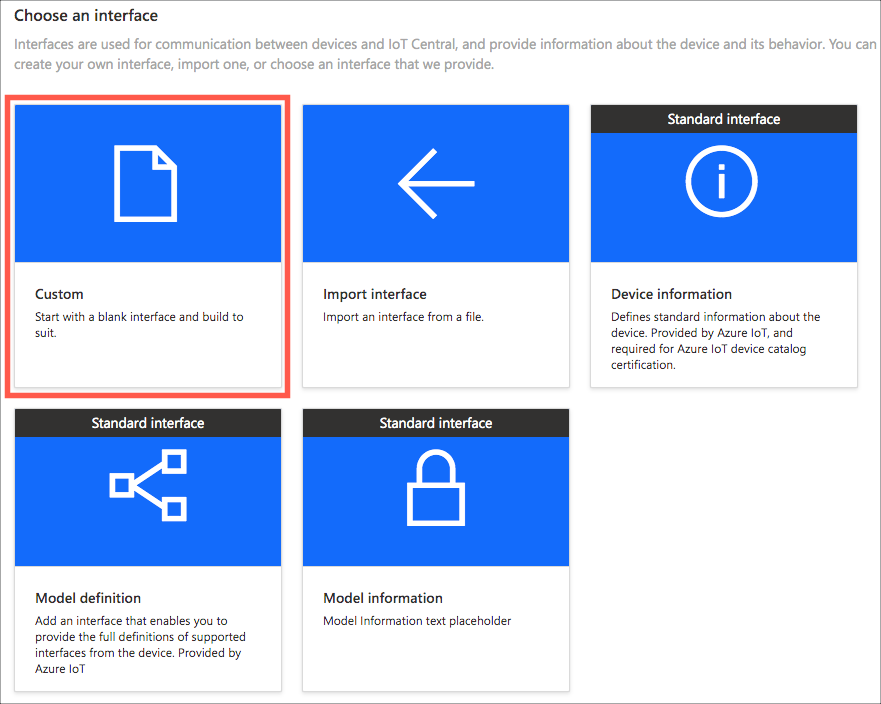 Choose an interface
Interfaces are used for communication between devices and IoT Central, and provide information about the device and its behavior. You can
create your own interface, import one, or choose an interface that we provide.
Custom
Start with a blank interface and build to
suit.
Import interface
Import an interface from a file.
Standard interface
Device information
Defines standard information about the
device. Provided by Azure IoT, and
required for Azure IoT device catalog
certification.
Standard interface
Model definition
Add an interface that enables you to
provide the full definitions of supported
interfaces from the device. Provided by
Azure IoT
Standard interface
Model information
Model Information text placeholder